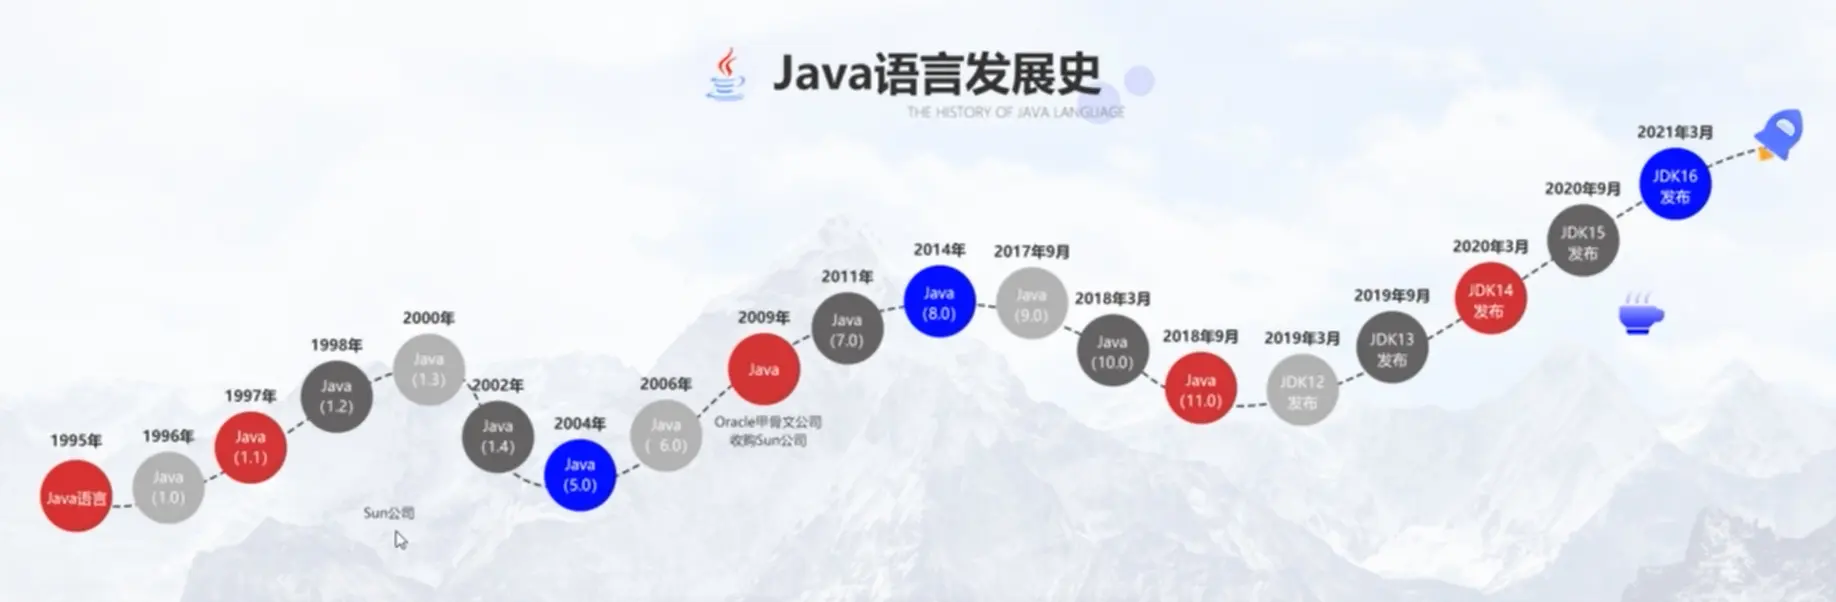 Java语言发展史
THE HISTORY OF JAVA LANGUAGE
1995年
Java语言
1996年
Java
(1.0)
1997年
Java
(1.1)
1998年
Java
(1.2)
2000年
Java
(1.3)
2002年
Java
(1.4)
2004年
Java
(5.0)
2006年
Java
( 6.0)
2009年
Java
Oracle甲骨文公司
收购Sun公司
2011年
Java
(7.0)
2014年
Java
(8.0)
2017年9月
Java
(9.0)
2018年3月
Java
(10.0)
2018年9月
Java
(11.0)
2019年3月
JDK12
发布
2019年9月
JDK13
发布
2020年3月
JDK14
发布
2020年9月
JDK15
发布
2021年3月
JDK16
发布
Sun公司